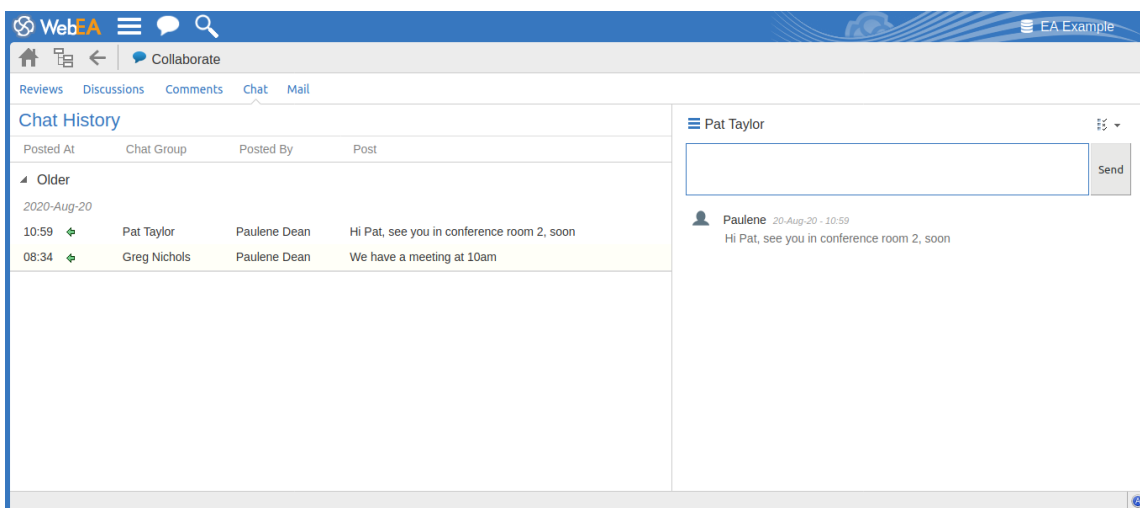 WebEA
EA Example
Collaborate
Reviews Discussions Comments Chat Mail
Chat History
Posted At Chat Group Posted By Post
Older
2020-Aug-20
10:59 Pat Taylor Paulene Dean Hi Pat, see you in conference room 2, soon
08:34 Greg Nichols Paulene Dean We have a meeting at 10am
Pat Taylor
Send
Paulene 20-Aug-20 - 10:59
Hi Pat, see you in conference room 2, soon